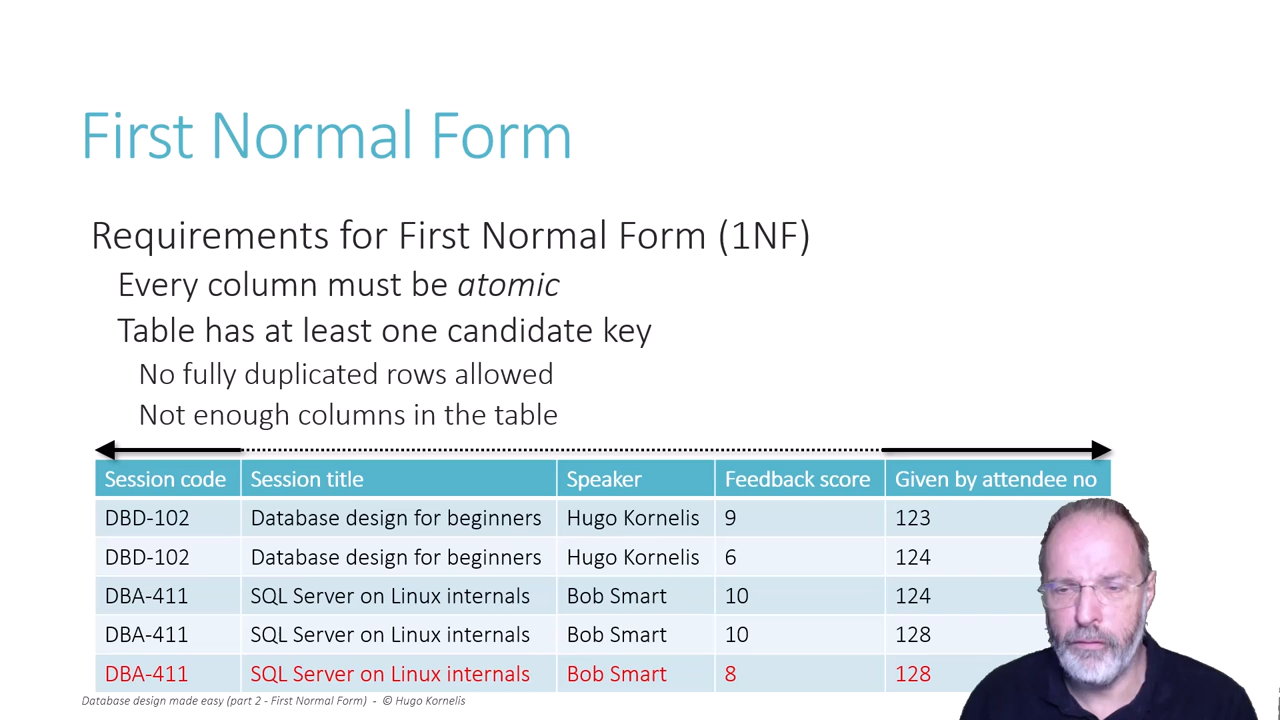 First Normal Form
Requirements for First Normal Form (1NF)
Every column must be atomic
Table has at least one candidate key
No fully duplicated rows allowed
Not enough columns in the table
Session code Session title Speaker Feedback score Given by attendee no
DBD-102 Database design for beginners Hugo Kornelis 9 123
DBD-102 Database design for beginners Hugo Kornelis 6 124
DBA-411 SQL Server on Linux internals Bob Smart 10 124
DBA-411 SQL Server on Linux internals Bob Smart 10 128
DBA-411 SQL Server on Linux internals Bob Smart 8 128
Database design made easy (part 2 - First Normal Form) - © Hugo Kornelis